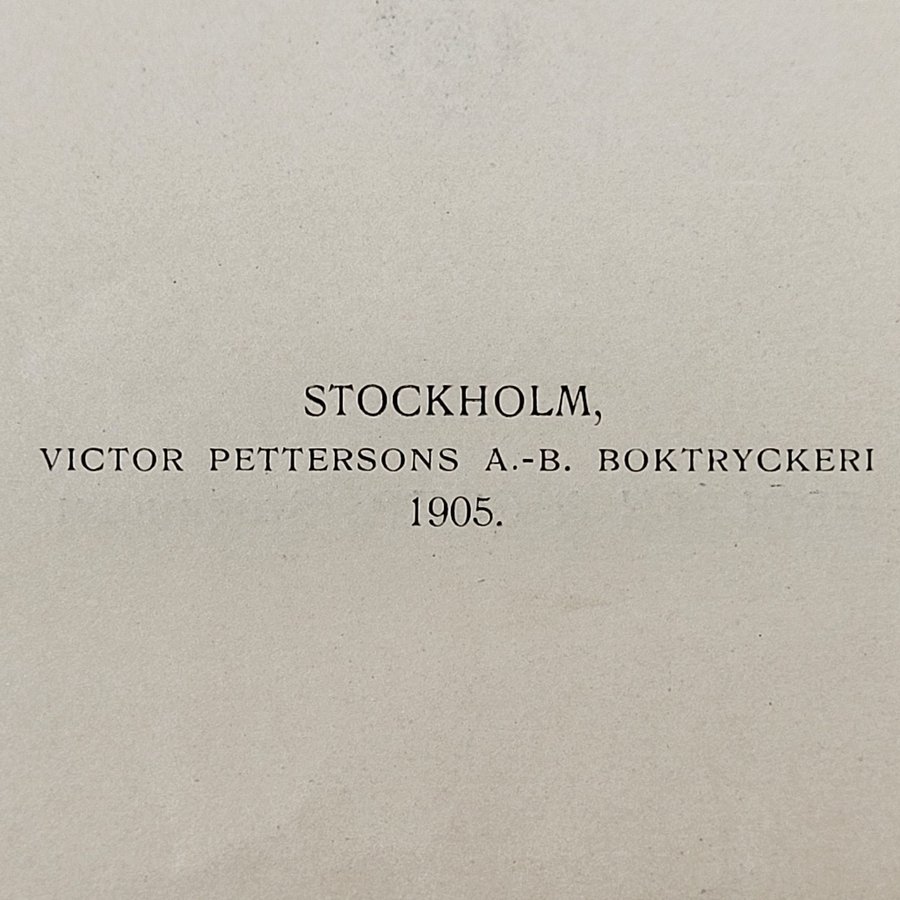 STOCKHOLM,
VICTOR PETTERSONS A.-B. BOKTRYCKERI
1905.